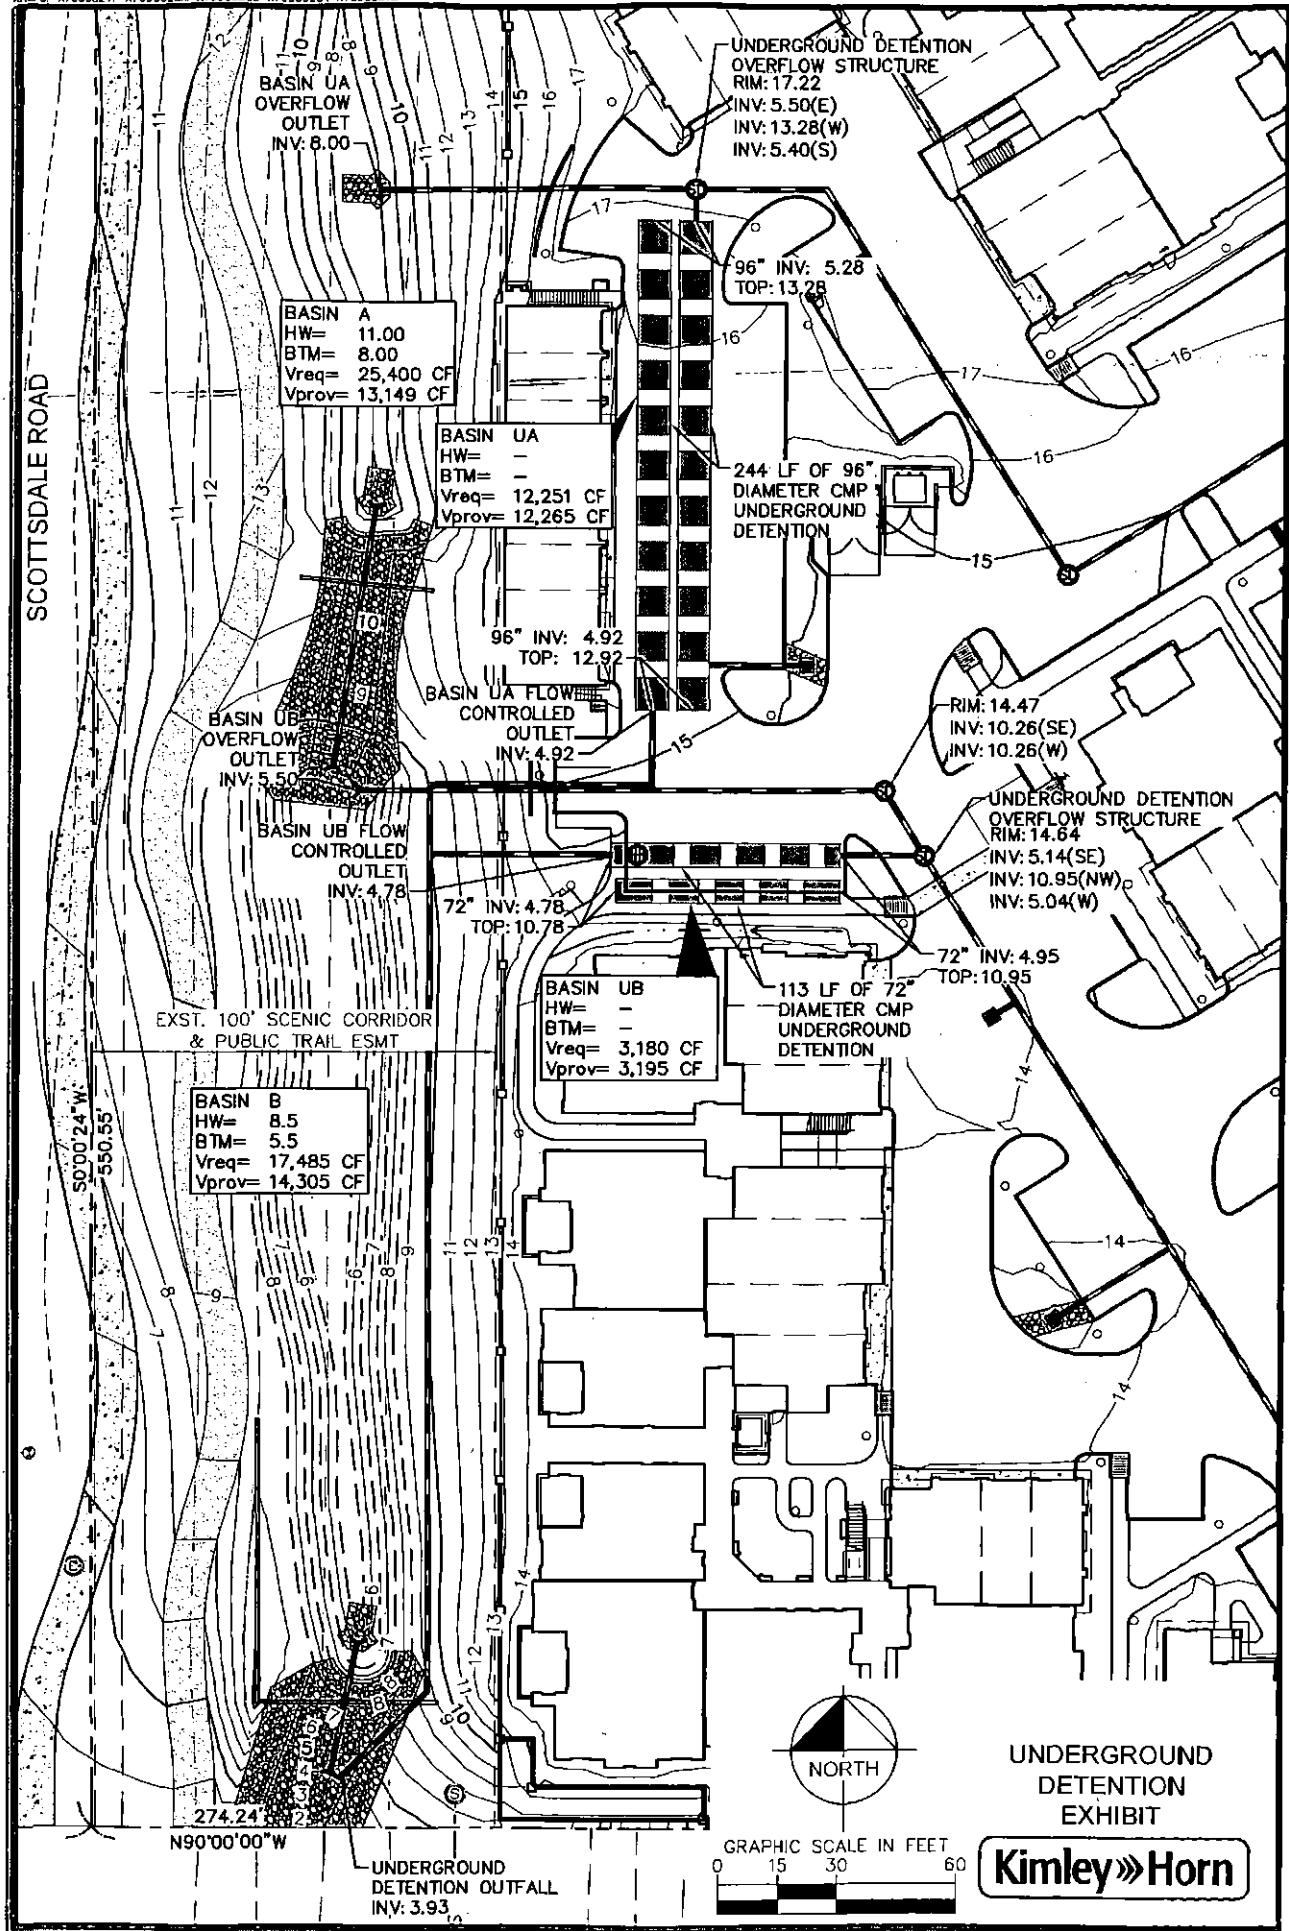 UNDERGROUND DETENTION
OVERFLOW STRUCTURE
RIM: 17.22
INV: 5.50(E)
INV: 13.28(W)
INV: 5.40(S)
BASIN UA
OVERFLOW
OUTLET
INV: 8.00
96" INV: 5.28
TOP: 13.28
BASIN A
HW= 11.00
BTM= 8.00
Vreq= 25,400 CF
Vprov= 13,149 CF
SCOTTSDALE ROAD
BASIN UA
HW= –
BTM= –
Vreq= 12,251 CF
Vprov= 12,265 CF
244 LF OF 96"
DIAMETER CMP
UNDERGROUND
DETENTION
96" INV: 4.92
TOP: 12.92
BASIN UA FLOW
CONTROLLED
OUTLET
INV: 4.92
BASIN UB
OVERFLOW
OUTLET
INV: 5.50
RIM: 14.47
INV: 10.26(SE)
INV: 10.26(W)
UNDERGROUND DETENTION
OVERFLOW STRUCTURE
RIM: 14.64
INV: 5.14(SE)
INV: 10.95(NW)
INV: 5.04(W)
BASIN UB FLOW
CONTROLLED
OUTLET
INV: 4.78
72" INV: 4.78
TOP: 10.78
72" INV: 4.95
TOP: 10.95
BASIN UB
HW= –
BTM= –
Vreq= 3,180 CF
Vprov= 3,195 CF
113 LF OF 72"
DIAMETER CMP
UNDERGROUND
DETENTION
EXST. 100' SCENIC CORRIDOR
& PUBLIC TRAIL ESMT
S0°00'24"W
550.55'
BASIN B
HW= 8.5
BTM= 5.5
Vreq= 17,485 CF
Vprov= 14,305 CF
274.24'
N90°00'00"W
UNDERGROUND
DETENTION OUTFALL
INV: 3.93
NORTH
GRAPHIC SCALE IN FEET
0 15 30 60
UNDERGROUND
DETENTION
EXHIBIT
Kimley»Horn